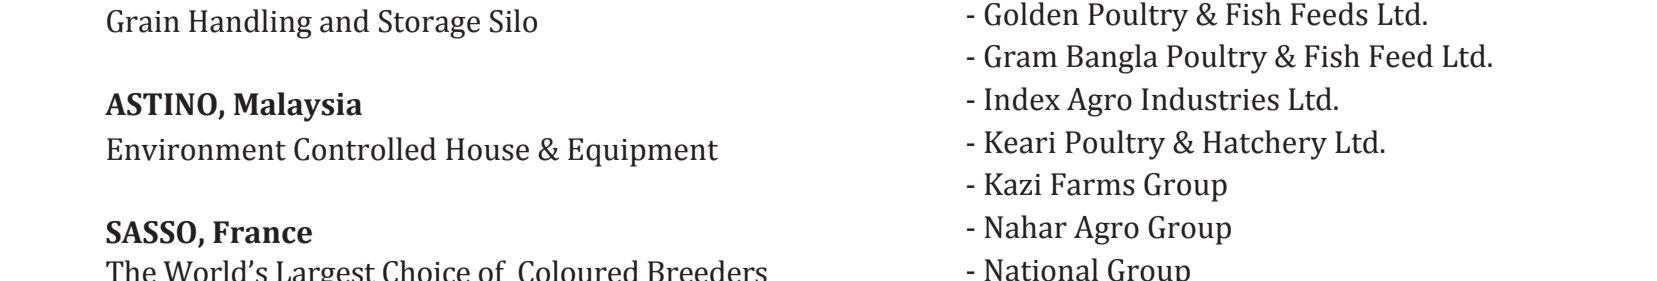 Grain Handling and Storage Silo
ASTINO, Malaysia
Environment Controlled House & Equipment
SASSO, France
The World’s Largest Choice of Coloured Breeders
- Golden Poultry & Fish Feeds Ltd.
- Gram Bangla Poultry & Fish Feed Ltd.
- Index Agro Industries Ltd.
- Keari Poultry & Hatchery Ltd.
- Kazi Farms Group
- Nahar Agro Group
- National Group